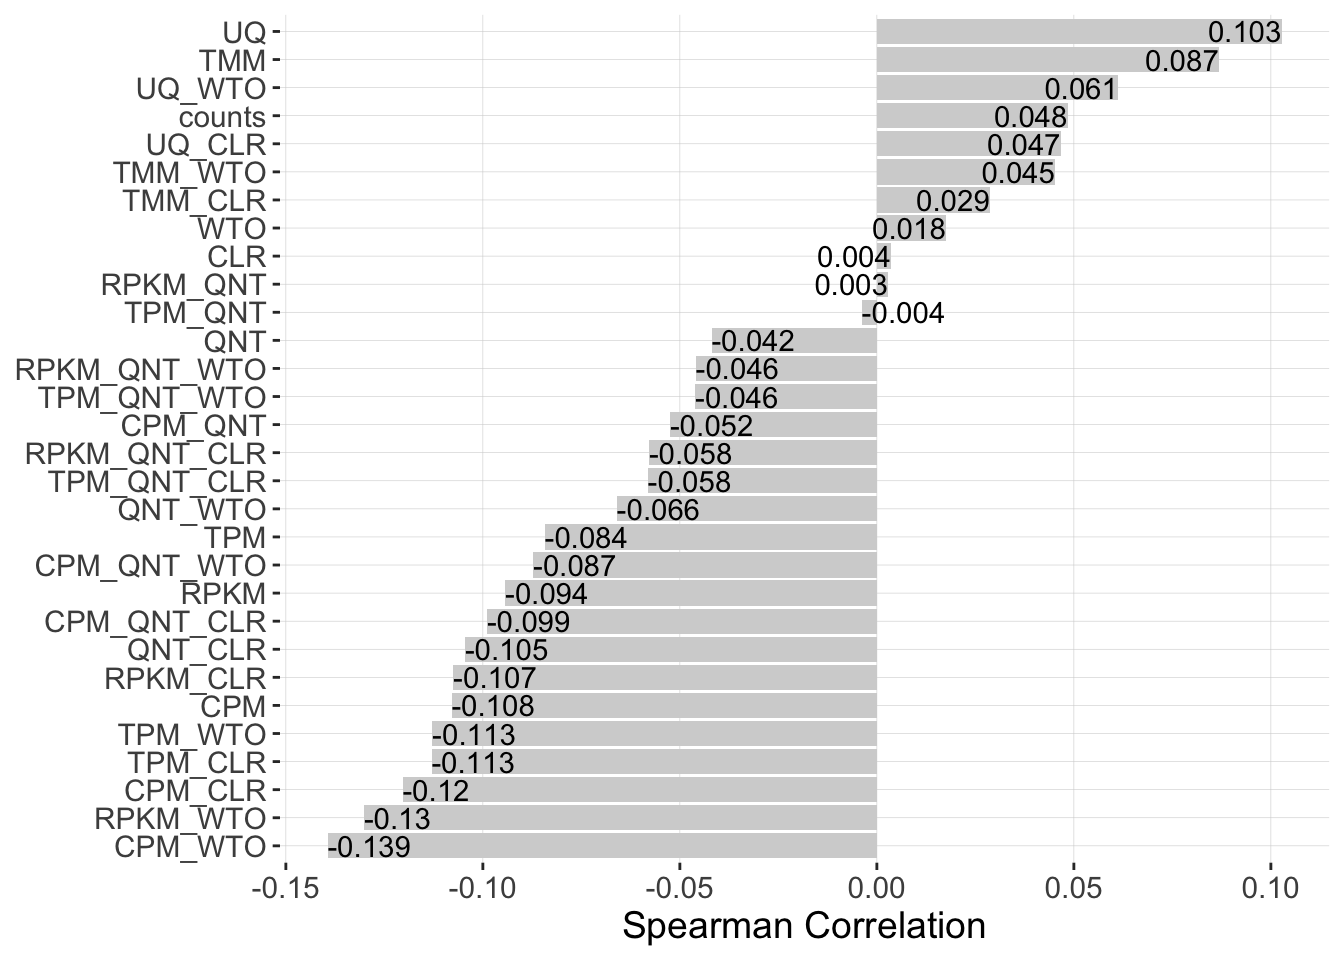 UQ 0.103
TMM 0.087
UQ_WTO 0.061
counts 0.048
UQ_CLR 0.047
TMM_WTO 0.045
TMM_CLR 0.029
WTO 0.018
CLR 0.004
RPKM_QNT 0.003
TPM_QNT -0.004
QNT -0.042
RPKM_QNT_WTO -0.046
TPM_QNT_WTO -0.046
CPM_QNT -0.052
RPKM_QNT_CLR -0.058
TPM_QNT_CLR -0.058
QNT_WTO -0.066
TPM -0.084
CPM_QNT_WTO -0.087
RPKM -0.094
CPM_QNT_CLR -0.099
QNT_CLR -0.105
RPKM_CLR -0.107
CPM -0.108
TPM_WTO -0.113
TPM_CLR -0.113
CPM_CLR -0.12
RPKM_WTO -0.13
CPM_WTO -0.139
-0.15 -0.10 -0.05 0.00 0.05 0.10
Spearman Correlation